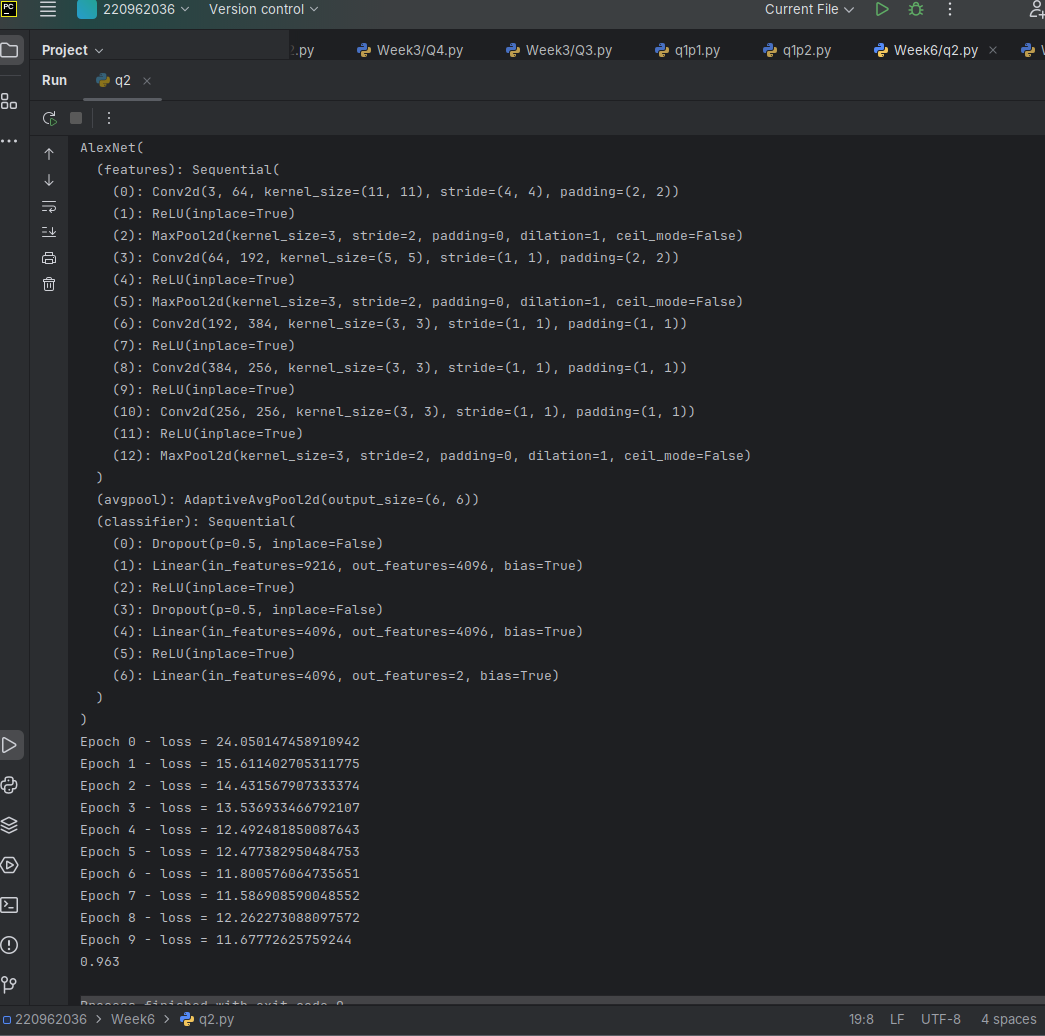 PC
220962036
Version control
Current File
Project
.py
Week3/Q4.py
Week3/Q3.py
q1p1.py
q1p2.py
Week6/q2.py
Run
q2
AlexNet(
(features): Sequential(
(0): Conv2d(3, 64, kernel_size=(11, 11), stride=(4, 4), padding=(2, 2))
(1): ReLU(inplace=True)
(2): MaxPool2d(kernel_size=3, stride=2, padding=0, dilation=1, ceil_mode=False)
(3): Conv2d(64, 192, kernel_size=(5, 5), stride=(1, 1), padding=(2, 2))
(4): ReLU(inplace=True)
(5): MaxPool2d(kernel_size=3, stride=2, padding=0, dilation=1, ceil_mode=False)
(6): Conv2d(192, 384, kernel_size=(3, 3), stride=(1, 1), padding=(1, 1))
(7): ReLU(inplace=True)
(8): Conv2d(384, 256, kernel_size=(3, 3), stride=(1, 1), padding=(1, 1))
(9): ReLU(inplace=True)
(10): Conv2d(256, 256, kernel_size=(3, 3), stride=(1, 1), padding=(1, 1))
(11): ReLU(inplace=True)
(12): MaxPool2d(kernel_size=3, stride=2, padding=0, dilation=1, ceil_mode=False)
)
(avgpool): AdaptiveAvgPool2d(output_size=(6, 6))
(classifier): Sequential(
(0): Dropout(p=0.5, inplace=False)
(1): Linear(in_features=9216, out_features=4096, bias=True)
(2): ReLU(inplace=True)
(3): Dropout(p=0.5, inplace=False)
(4): Linear(in_features=4096, out_features=4096, bias=True)
(5): ReLU(inplace=True)
(6): Linear(in_features=4096, out_features=2, bias=True)
)
)
Epoch 0 - loss = 24.050147458910942
Epoch 1 - loss = 15.611402705311775
Epoch 2 - loss = 14.431567907333374
Epoch 3 - loss = 13.536933466792107
Epoch 4 - loss = 12.492481850087643
Epoch 5 - loss = 12.477382950484753
Epoch 6 - loss = 11.800576064735651
Epoch 7 - loss = 11.586908590048552
Epoch 8 - loss = 12.262273088097572
Epoch 9 - loss = 11.67772625759244
0.963
Process finished with exit code 0
220962036 > Week6 > q2.py
19:8
LF
UTF-8
4 spaces